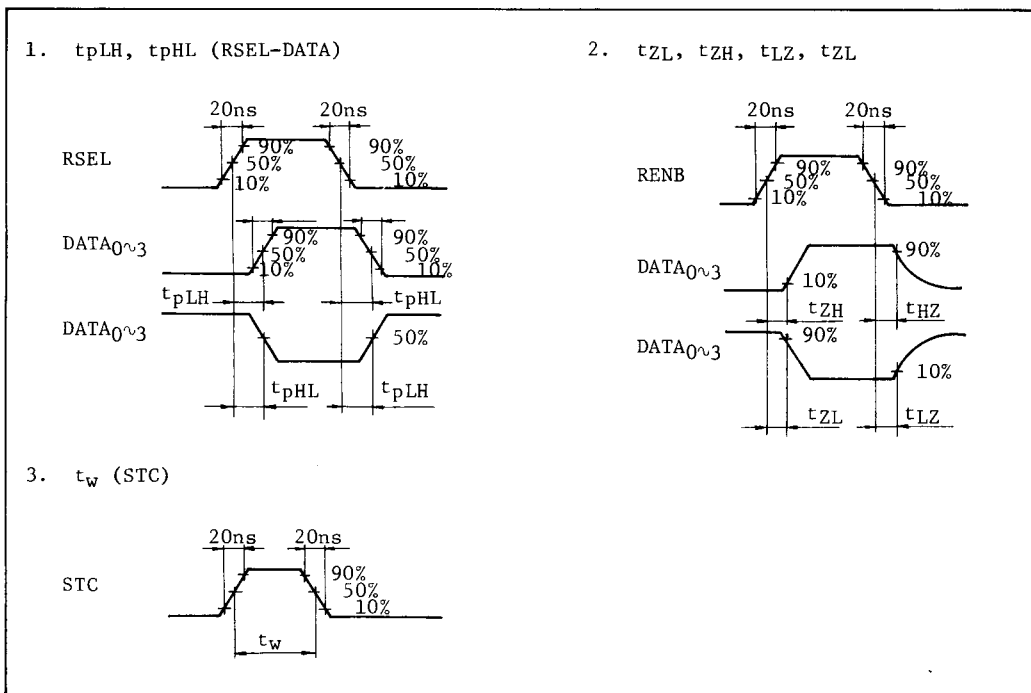 1. tpLH, tpHL (RSEL-DATA)
20ns 20ns
RSEL
90%
50%
10%
90%
50%
10%
DATA0~3
90%
50%
10%
90%
50%
10%
tpLH tpHL
DATA0~3
50%
tpHL tpLH
2. tZL, tZH, tLZ, tZL
20ns 20ns
RENB
90%
50%
10%
90%
50%
10%
DATA0~3
10%
90%
tZH tHZ
DATA0~3
90%
10%
tZL tLZ
3. tw (STC)
20ns 20ns
STC
90%
50%
10%
tw